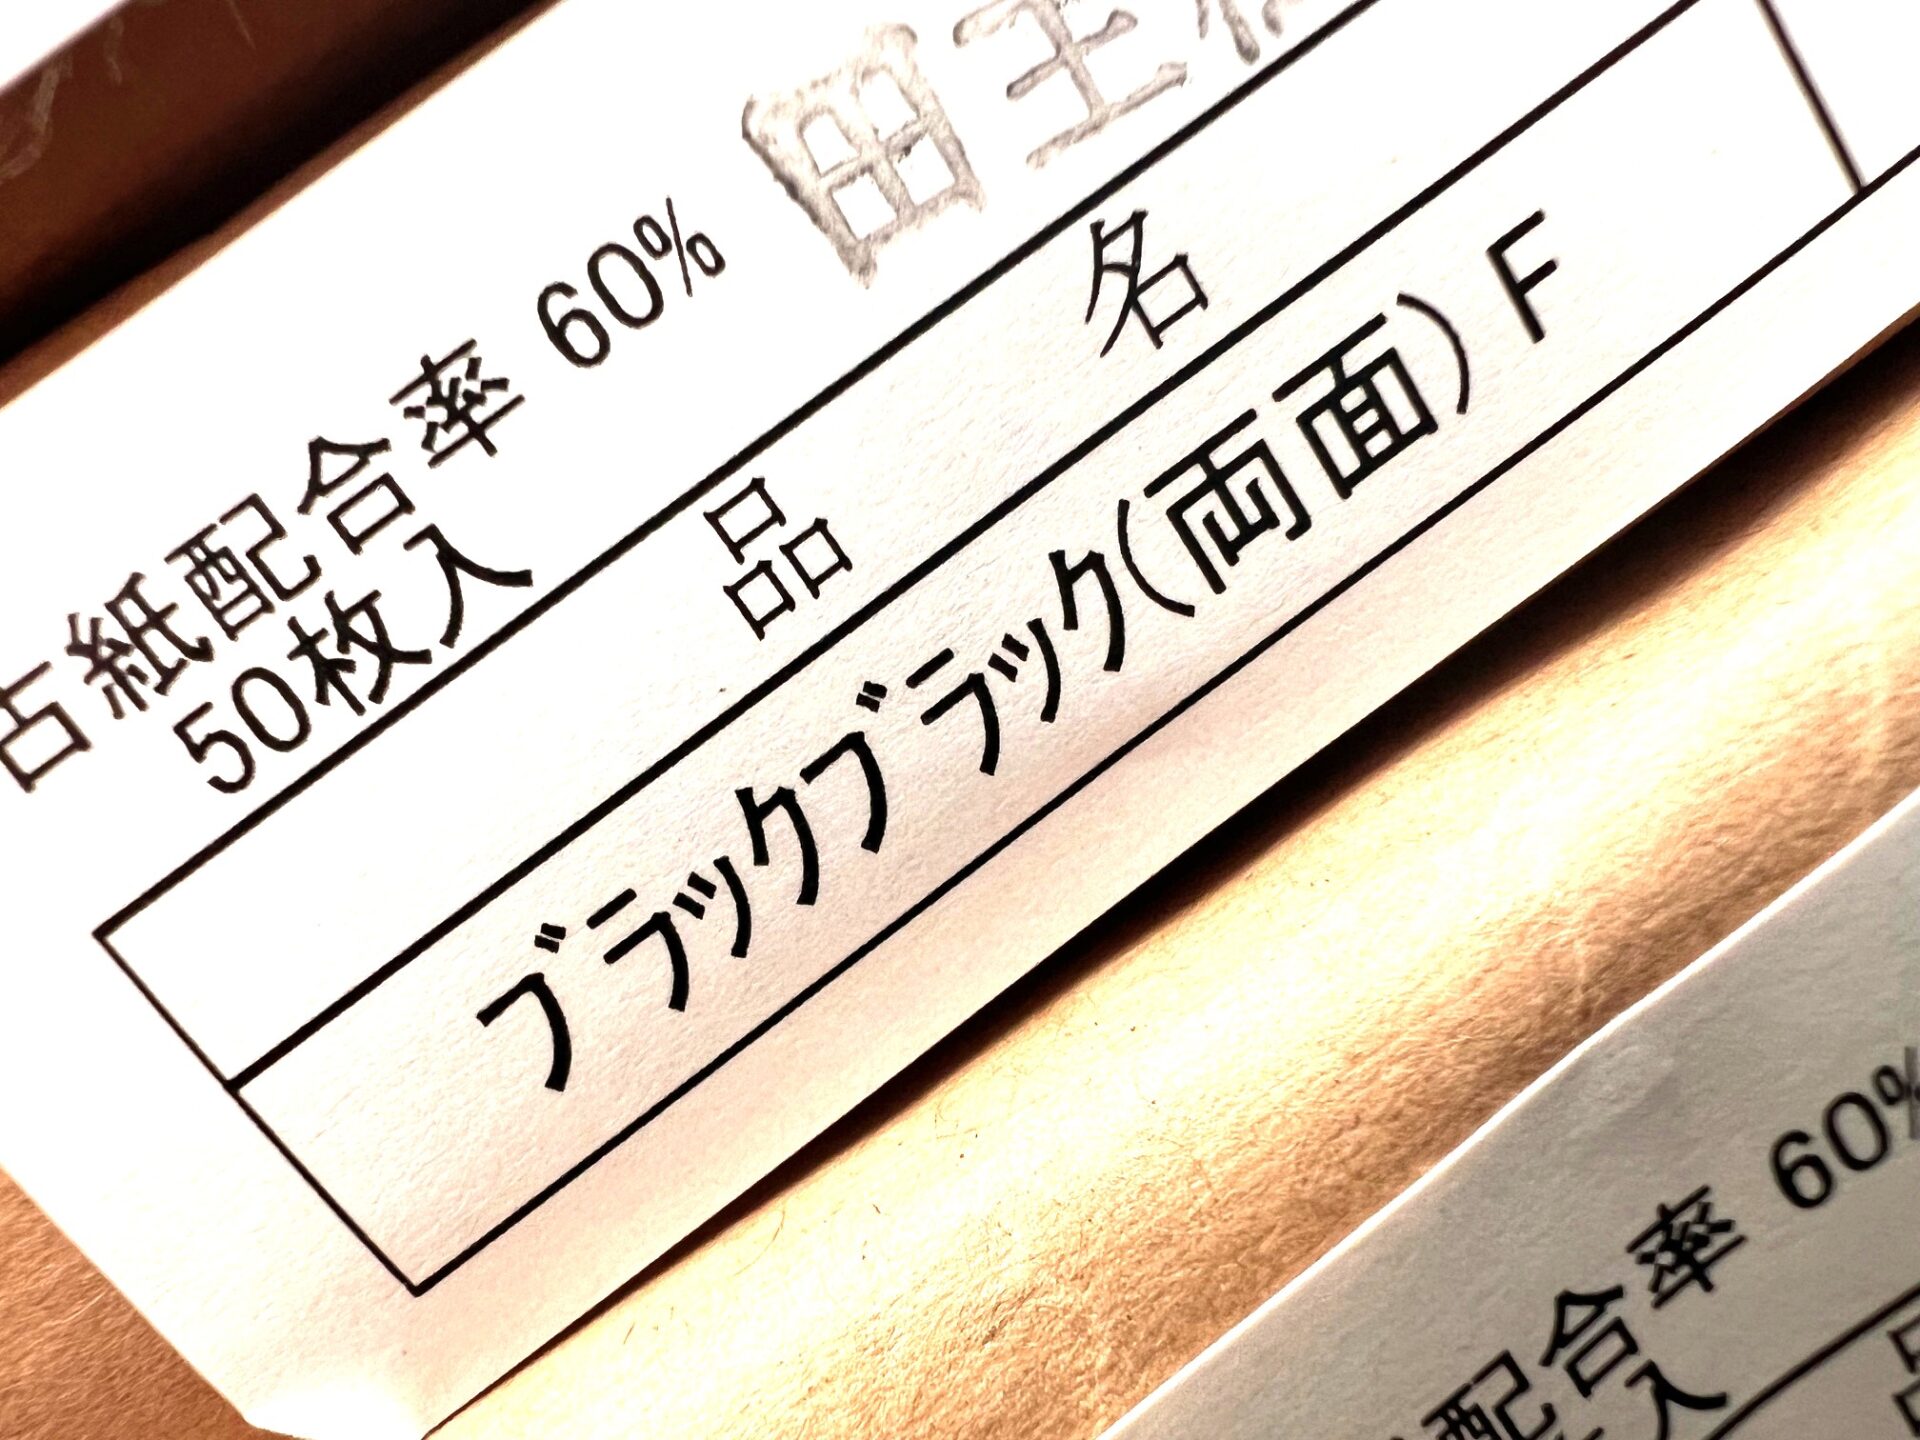 古紙配合率 60%
50枚入
品名
ブラックブラック(両面) F
配合率 60%
入